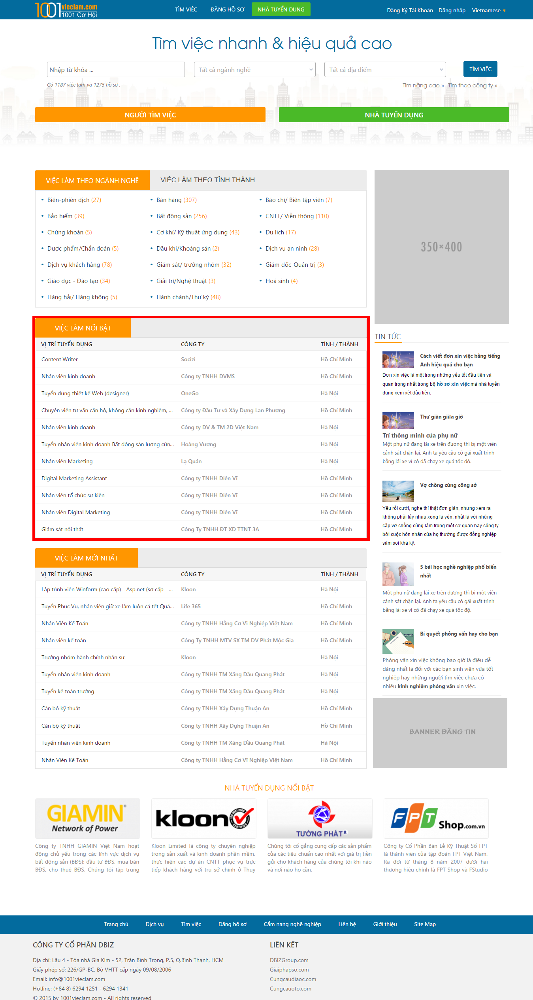 1001vieclam.com
1001 Cơ Hội
TÌM VIỆC
ĐĂNG HỒ SƠ
NHÀ TUYỂN DỤNG
Đăng Ký Tài Khoản
Đăng nhập
Vietnamese
Tìm việc nhanh & hiệu quả cao
Nhập từ khóa ...
Tất cả ngành nghề
Tất cả địa điểm
TÌM VIỆC
Có 1187 việc làm và 1275 hồ sơ .
Tìm nâng cao »
Tìm theo công ty »
NGƯỜI TÌM VIỆC
NHÀ TUYỂN DỤNG
VIỆC LÀM THEO NGÀNH NGHỀ
VIỆC LÀM THEO TỈNH THÀNH
Biên-phiên dịch (27)
Bán hàng (307)
Báo chí/ Biên tập viên (7)
Bảo hiểm (39)
Bất động sản (256)
CNTT/ Viễn thông (110)
Chứng khoán (5)
Cơ khí/ Kỹ thuật ứng dụng (43)
Du lịch (17)
Dược phẩm/Chẩn đoán (5)
Dầu khí/Khoáng sản (2)
Dịch vụ an ninh (28)
Dịch vụ khách hàng (78)
Giám sát/ trưởng nhóm (32)
Giám đốc-Quản trị (3)
Giáo dục - Đào tạo (34)
Giải trí/Nghệ thuật (3)
Hoá sinh (4)
Hàng hải/ Hàng không (5)
Hành chánh/Thư ký (48)
350×400
VIỆC LÀM NỔI BẬT
VỊ TRÍ TUYỂN DỤNG CÔNG TY TỈNH / THÀNH
Content Writer Socizi Hồ Chí Minh
Nhân viên kinh doanh Công ty TNHH DVMS Hồ Chí Minh
Tuyển dụng thiết kế Web (designer) OneGo Hà Nội
Chuyên viên tư vấn căn hộ, không cần kinh nghiệm, ... Công ty Đầu Tư và Xây Dựng Lan Phương Hồ Chí Minh
Nhân viên kinh doanh Công ty DV & TM 2D Việt Nam Hà Nội
Tuyển nhân viên kinh doanh Bất động sản lương cứn... Hoàng Vương Hà Nội
Nhân viên Marketing Lạ Quán Hà Nội
Digital Marketing Assistant Công ty TNHH Diên Vĩ Hồ Chí Minh
Nhân viên tổ chức sự kiện Công ty TNHH Diên Vĩ Hồ Chí Minh
Nhân viên Digital Marketing Công ty TNHH Diên Vĩ Hồ Chí Minh
Giám sát nội thất Công Ty TNHH ĐT XD TTNT 3A Hồ Chí Minh
VIỆC LÀM MỚI NHẤT
VỊ TRÍ TUYỂN DỤNG CÔNG TY TỈNH / THÀNH
Lập trình viên Winform (cao cấp) - Asp.net (sơ cấp - ... Kloon Hà Nội
Tuyển Phục Vụ, nhân viên giữ xe làm luôn cả tết Quá... Life 365 Hồ Chí Minh
Nhân Viên Kế Toán Công ty TNHH Hằng Cơ Vĩ Nghiệp Việt Nam Hồ Chí Minh
Nhân viên kế toán Công Ty TNHH MTV SX TM DV Phát Mộc Gia Hồ Chí Minh
Trưởng nhóm hành chính nhân sự Kloon Hà Nội
Tuyển nhân viên kinh doanh Công ty TNHH TM Xăng Dầu Quang Phát Hà Nội
Tuyển kế toán trưởng Công ty TNHH TM Xăng Dầu Quang Phát Hà Nội
Cán bộ kỹ thuật Công ty TNHH Xây Dựng Thuận An Hồ Chí Minh
Cán bộ kỹ thuật Công ty TNHH Xây Dựng Thuận An Hồ Chí Minh
Tuyển nhân viên kinh doanh Công ty TNHH TM Xăng Dầu Quang Phát Hà Nội
Nhân Viên Kế Toán Công ty TNHH Hằng Cơ Vĩ Nghiệp Việt Nam Hồ Chí Minh
TIN TỨC
Cách viết đơn xin việc bằng tiếng
Anh hiệu quả cho bạn
Đơn xin việc là một trong những yếu tốt đầu tiên và
quan trọng nhất trong bộ hồ sơ xin việc mà nhà tuyển
dụng xem xét đầu tiên.
Thư giãn giữa giờ
Trí thông minh của phụ nữ
Một phụ nữ đang lái xe trên đương thì bị một viên
cảnh sát chặn lại. Anh ta yêu cầu cô gái xuất trình
bằng lái xe vì cô đã chạy xe quá tốc độ.
Vợ chồng cùng công sở
Yêu rồi cưới, nghe thì thật đơn giản, nhưng xem ra
không phải lấy nhau xong là yên, nhất là với những
cặp vợ chồng cùng làm trong một cơ quan hay công ty
bởi cuộc hôn nhân của họ thường được đồng nghiệp
săm soi khá kỹ.
5 bài học nghề nghiệp phổ biến
nhất
Một phụ nữ đang lái xe trên đương thì bị một viên
cảnh sát chặn lại. Anh ta yêu cầu cô gái xuất trình
bằng lái xe vì cô đã chạy xe quá tốc độ.
Bí quyết phỏng vấn hay cho bạn
Phỏng vấn xin việc không bao giờ là điều dễ
dàng nhất là đối với các bạn sinh viên vừa tốt
nghiệp hay những người tìm việc chưa có
nhiều kinh nghiệm phỏng vấn xin việc.
BANNER ĐĂNG TIN
NHÀ TUYỂN DỤNG NỔI BẬT
GIAMIN®
Network of Power
Công ty TNHH GIAMIN Việt Nam hoạt
động chủ yếu trong các lĩnh vực dịch vụ
bất động sản (BĐS): đầu tư BĐS, mua bán
BĐS, cho thuê BĐS. Chúng tôi tập trung
kloon
ISO 9001:2008
CERTIFIED
Kloon Limited là công ty chuyên nghiệp
trong sản xuất và kinh doanh phần mềm,
thực hiện các dự án CNTT phục vụ trực
tiếp khách hàng với trụ sở chính ở Thụy
TƯỜNG PHÁT R
Chúng tôi cố gắng cung cấp các sản phẩm
của các tiêu chuẩn cao nhất với giá trị tiền
gửi cho khách hàng của chúng tôi khi nào
và nơi nào họ cần.
FPT Shop.com.vn
Công ty Cổ Phần Bán Lẻ Kỹ Thuật Số FPT
là thành viên của tập đoàn FPT Việt Nam.
Ra đời từ tháng 8 năm 2007 dưới hai
thương hiệu chính là FPT Shop và FStudio
Trang chủ
Dịch vụ
Tìm việc
Đăng hồ sơ
Cẩm nang nghề nghiệp
Liên hệ
Giới thiệu
Site Map
CÔNG TY CỔ PHẦN DBIZ
Địa chỉ: Lầu 4 - Tòa nhà Gia Kim - 52, Trần Bình Trọng, P.5, Q.Bình Thạnh, HCM
Giấy phép số: 226/GP-BC, Bộ VHTT cấp ngày 09/08/2006
Email: info@1001vieclam.com
Hotline: (+84 8) 6294 1251 - 6294 1341
© 2015 by 1001vieclam.com - All rights reserved
LIÊN KẾT
DBIZGroup.com
Giaiphapso.com
Cungcaudiaoc.com
Cungcauoto.com